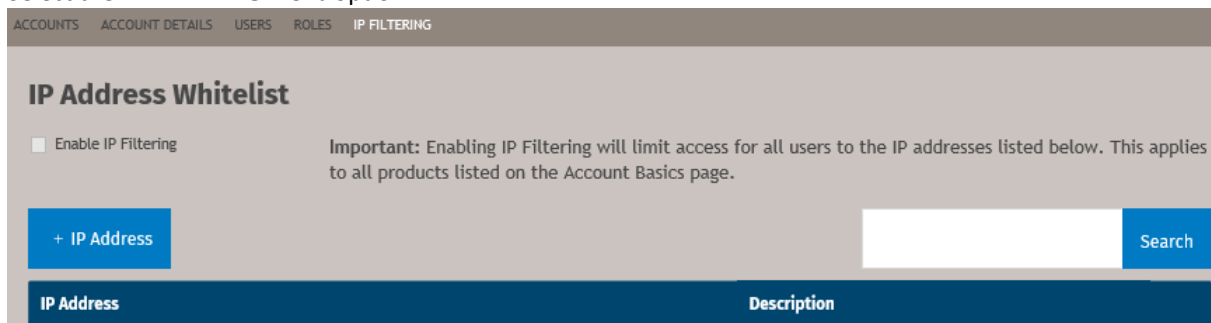 ACCOUNTS ACCOUNT DETAILS USERS ROLES IP FILTERING
IP Address Whitelist
Enable IP Filtering
Important: Enabling IP Filtering will limit access for all users to the IP addresses listed below. This applies
to all products listed on the Account Basics page.
+ IP Address
Search
IP Address Description